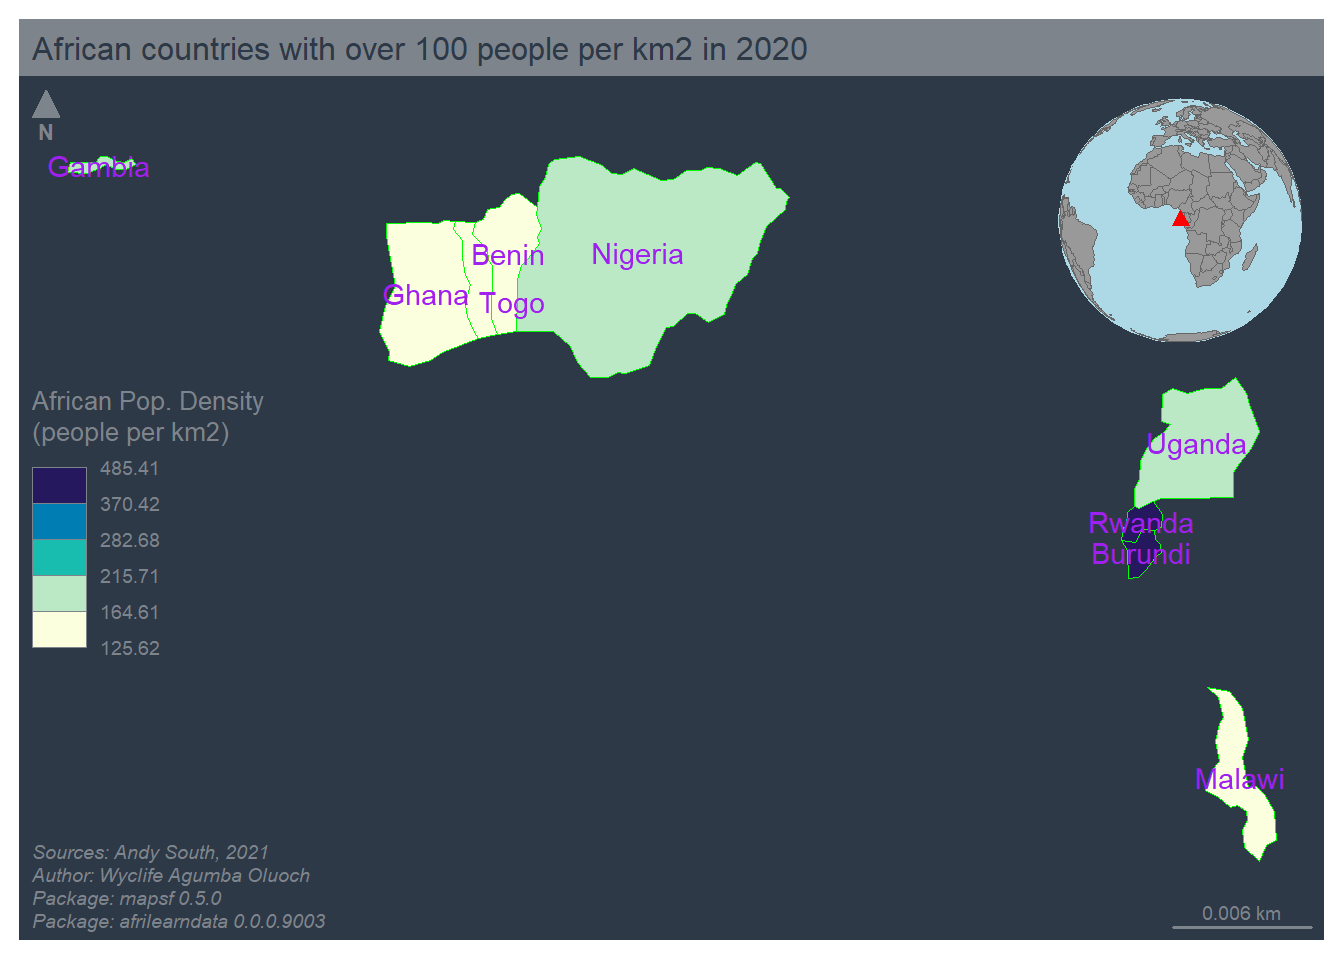 African countries with over 100 people per km2 in 2020
N
Gambia
Benin
Nigeria
Ghana
Togo
African Pop. Density
(people per km2)
485.41
370.42
282.68
215.71
164.61
125.62
Uganda
Rwanda
Burundi
Malawi
Sources: Andy South, 2021
Author: Wyclife Agumba Oluoch
Package: mapsf 0.5.0
Package: afrilearndata 0.0.0.9003
0.006 km